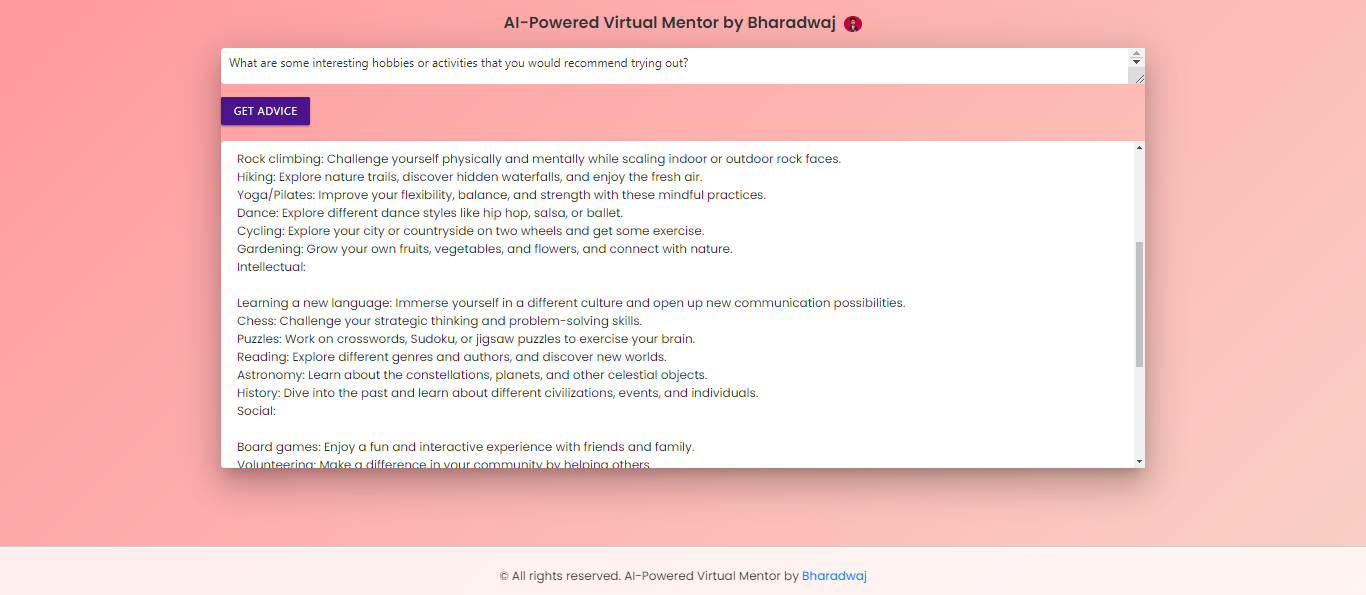 AI-Powered Virtual Mentor by Bharadwaj
What are some interesting hobbies or activities that you would recommend trying out?
GET ADVICE
Rock climbing: Challenge yourself physically and mentally while scaling indoor or outdoor rock faces.
Hiking: Explore nature trails, discover hidden waterfalls, and enjoy the fresh air.
Yoga/Pilates: Improve your flexibility, balance, and strength with these mindful practices.
Dance: Explore different dance styles like hip hop, salsa, or ballet.
Cycling: Explore your city or countryside on two wheels and get some exercise.
Gardening: Grow your own fruits, vegetables, and flowers, and connect with nature.
Intellectual:
Learning a new language: Immerse yourself in a different culture and open up new communication possibilities.
Chess: Challenge your strategic thinking and problem-solving skills.
Puzzles: Work on crosswords, Sudoku, or jigsaw puzzles to exercise your brain.
Reading: Explore different genres and authors, and discover new worlds.
Astronomy: Learn about the constellations, planets, and other celestial objects.
History: Dive into the past and learn about different civilizations, events, and individuals.
Social:
Board games: Enjoy a fun and interactive experience with friends and family.
Volunteering: Make a difference in your community by helping others.
© All rights reserved. AI-Powered Virtual Mentor by Bharadwaj